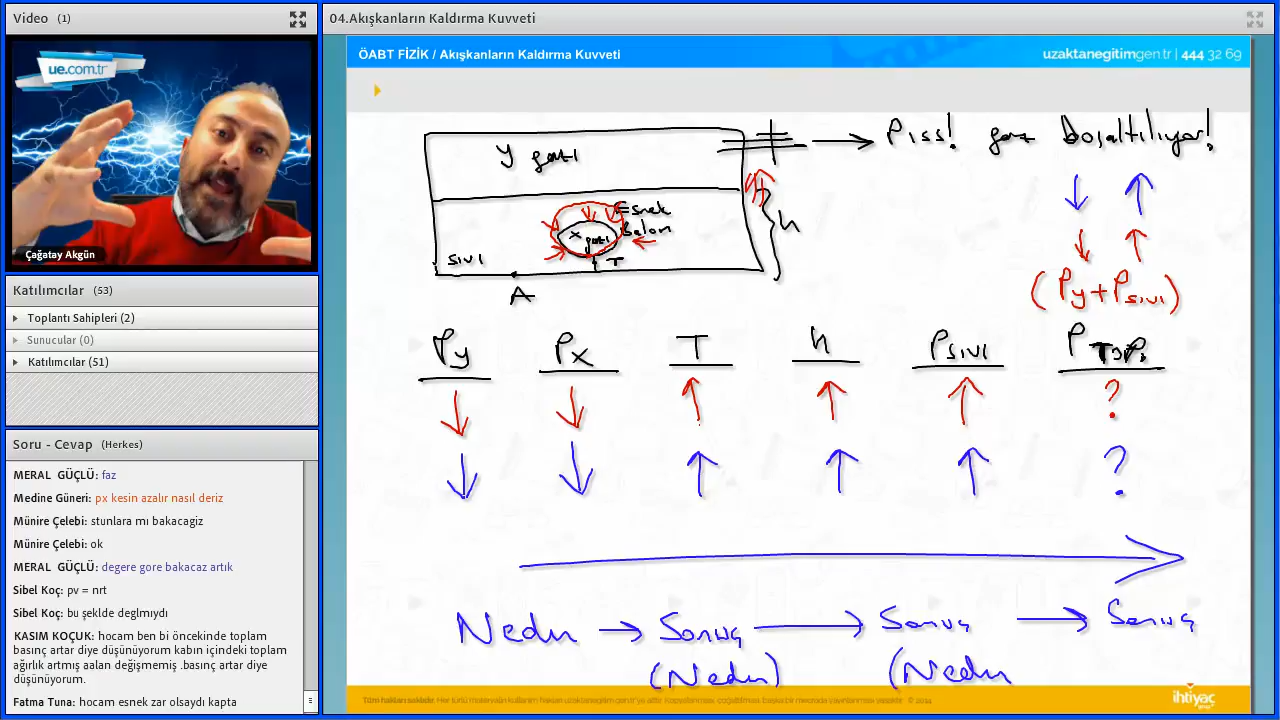 Video (1)
04.Akışkanların Kaldırma Kuvveti
ue.com.tr
Çağatay Akgün
Katılımcılar (53)
Toplantı Sahipleri (2)
Sunucular (0)
Katılımcılar (51)
Soru - Cevap (Herkes)
MERAL GÜÇLÜ: faz
Medine Güneri: px kesin azalır nasıl deriz
Münire Çelebi: stunlara mı bakacagiz
Münire Çelebi: ok
MERAL GÜÇLÜ: degere gore bakacaz artık
Sibel Koç: pv = nrt
Sibel Koç: bu şeklde deglmiydı
KASIM KOÇUK: hocam ben bi öncekinde toplam
basınç artar diye düşünüyorum kabın içindeki toplam
ağırlık artmış aalan değişmemiş .basınç artar diye
düşünüyorum.
Fatma Tuna: hocam esnek zar olsaydı kapta
ÖABT FİZİK / Akışkanların Kaldırma Kuvveti
uzaktanegitimgen.tr | 444 32 69
Piss! gaz boşaltılıyor!
y gazı
Esnek
Balon
x gazı
sıvı
T
h
A
(Py+Psıvı)
Py Px T h Psıvı PTop.
?
?
Neden → Sonuç → Sonuç → Sonuç
(Neden) (Neden
ihtiyaç